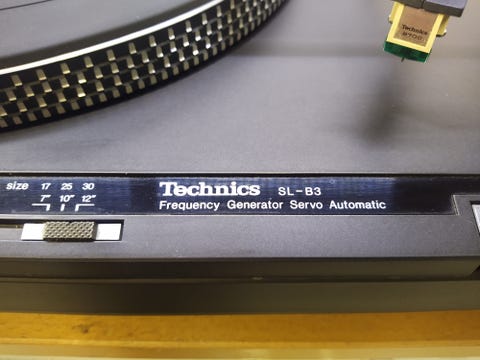 Technics
size 17 25 30
7" 10" 12"
Technics SL-B3
Frequency Generator Servo Automatic